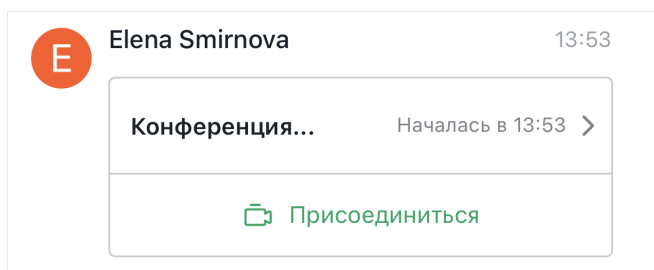 E
Elena Smirnova 13:53
Конференция... Началась в 13:53
Присоединиться